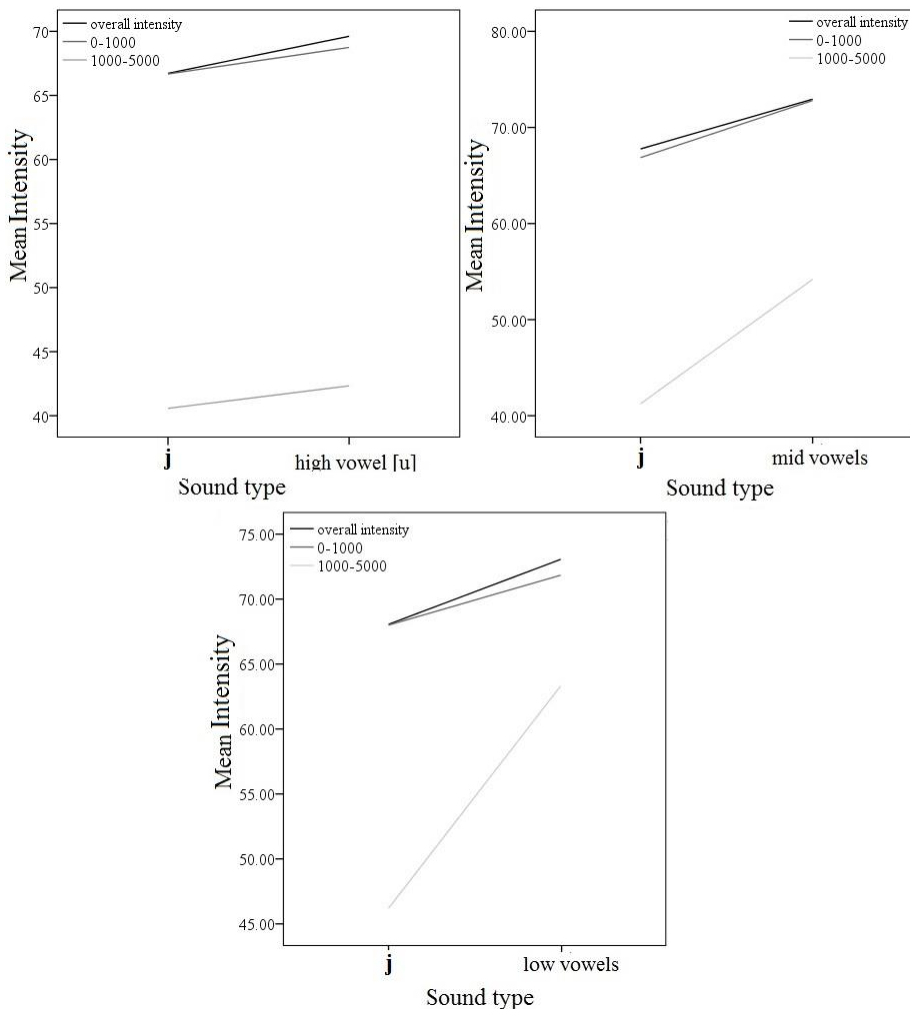 overall intensity
0-1000
1000-5000
70
65
60
55
50
45
40
Mean Intensity
j
high vowel [u]
Sound type
overall intensity
0-1000
1000-5000
80.00
70.00
60.00
50.00
40.00
Mean Intensity
j
mid vowels
Sound type
overall intensity
0-1000
1000-5000
75.00
70.00
65.00
60.00
55.00
50.00
45.00
Mean Intensity
j
low vowels
Sound type